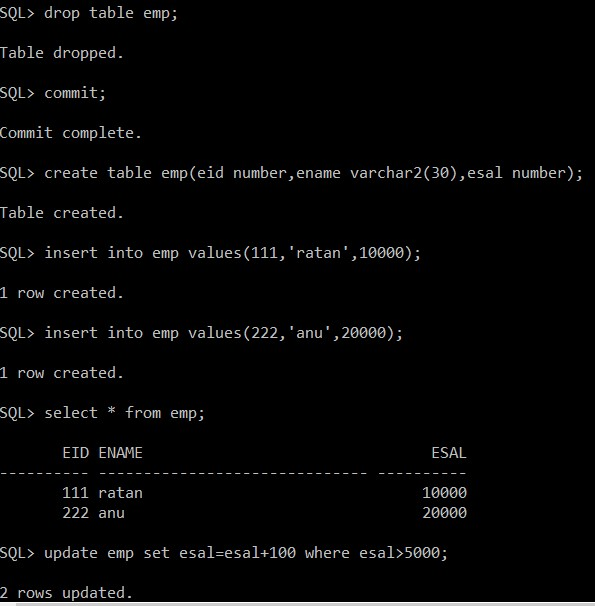 SQL> drop table emp;
Table dropped.
SQL> commit;
Commit complete.
SQL> create table emp(eid number,ename varchar2(30),esal number);
Table created.
SQL> insert into emp values(111,'ratan',10000);
1 row created.
SQL> insert into emp values(222,'anu',20000);
1 row created.
SQL> select * from emp;
       EID ENAME                                ESAL
---------- ------------------------------ ----------
       111 ratan                               10000
       222 anu                                 20000
SQL> update emp set esal=esal+100 where esal>5000;
2 rows updated.